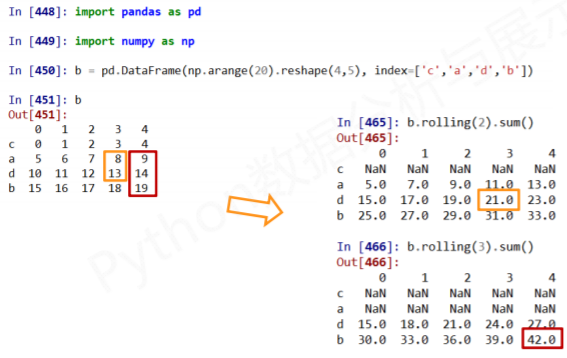 In [448]: import pandas as pd
In [449]: import numpy as np
In [450]: b = pd.DataFrame(np.arange(20).reshape(4,5), index=['c','a','d','b'])
In [451]: b
Out[451]:
0 1 2 3 4
c 0 1 2 3 4
a 5 6 7 8 9
d 10 11 12 13 14
b 15 16 17 18 19
In [465]: b.rolling(2).sum()
Out[465]:
0 1 2 3 4
c NaN NaN NaN NaN NaN
a 5.0 7.0 9.0 11.0 13.0
d 15.0 17.0 19.0 21.0 23.0
b 25.0 27.0 29.0 31.0 33.0
In [466]: b.rolling(3).sum()
Out[466]:
0 1 2 3 4
c NaN NaN NaN NaN NaN
a NaN NaN NaN NaN NaN
d 15.0 18.0 21.0 24.0 27.0
b 30.0 33.0 36.0 39.0 42.0
Python数据分析与展示